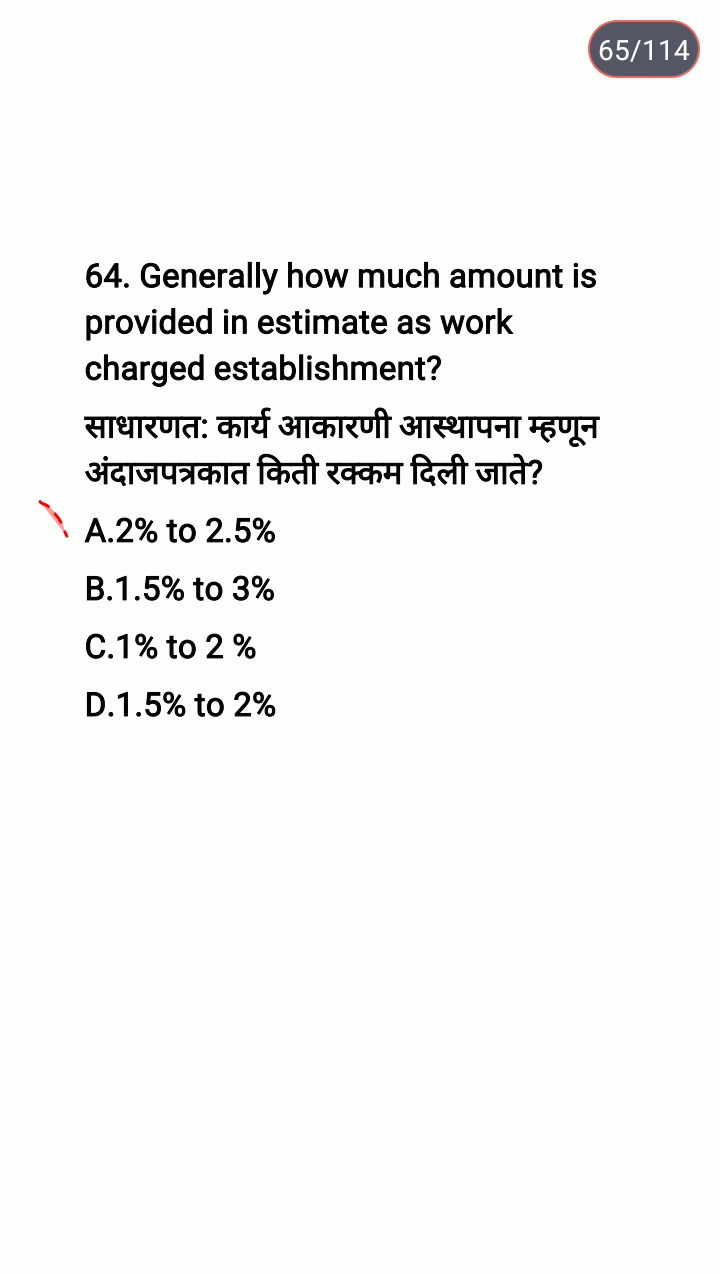 65/114
64. Generally how much amount is
provided in estimate as work
charged establishment?
साधारणत: कार्य आकारणी आस्थापना म्हणून
अंदाजपत्रकात किती रक्कम दिली जाते?
A.2% to 2.5%
B.1.5% to 3%
C.1% to 2 %
D.1.5% to 2%